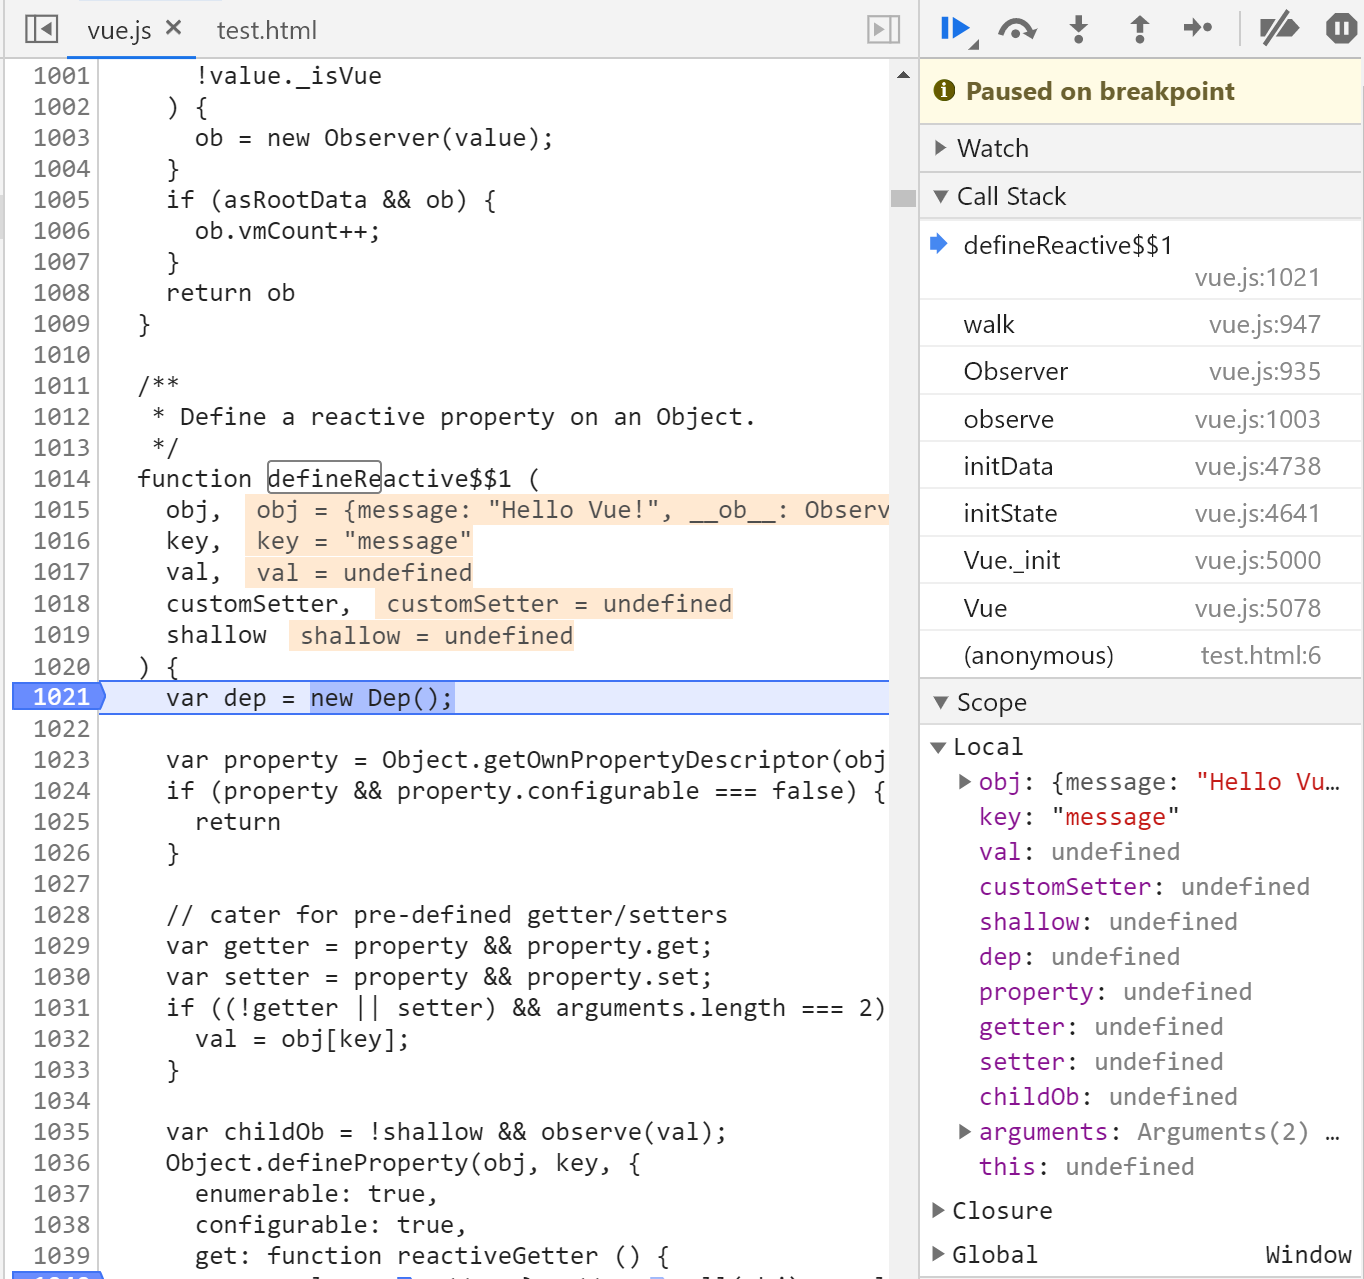 vue.js ✕ test.html
1001 !value._isVue
1002 ) {
1003 ob = new Observer(value);
1004 }
1005 if (asRootData && ob) {
1006 ob.vmCount++;
1007 }
1008 return ob
1009 }
1010
1011 /**
1012 * Define a reactive property on an Object.
1013 */
1014 function defineReactive$$1 (
1015 obj, obj = {message: "Hello Vue!", __ob__: Observ
1016 key, key = "message"
1017 val, val = undefined
1018 customSetter, customSetter = undefined
1019 shallow shallow = undefined
1020 ) {
1021 var dep = new Dep();
1022
1023 var property = Object.getOwnPropertyDescriptor(obj
1024 if (property && property.configurable === false) {
1025 return
1026 }
1027
1028 // cater for pre-defined getter/setters
1029 var getter = property && property.get;
1030 var setter = property && property.set;
1031 if ((!getter || setter) && arguments.length === 2)
1032 val = obj[key];
1033 }
1034
1035 var childOb = !shallow && observe(val);
1036 Object.defineProperty(obj, key, {
1037 enumerable: true,
1038 configurable: true,
1039 get: function reactiveGetter () {
Paused on breakpoint
Watch
Call Stack
defineReactive$$1
vue.js:1021
walk vue.js:947
Observer vue.js:935
observe vue.js:1003
initData vue.js:4738
initState vue.js:4641
Vue._init vue.js:5000
Vue vue.js:5078
(anonymous) test.html:6
Scope
Local
obj: {message: "Hello Vu…
key: "message"
val: undefined
customSetter: undefined
shallow: undefined
dep: undefined
property: undefined
getter: undefined
setter: undefined
childOb: undefined
arguments: Arguments(2) …
this: undefined
Closure
Global Window